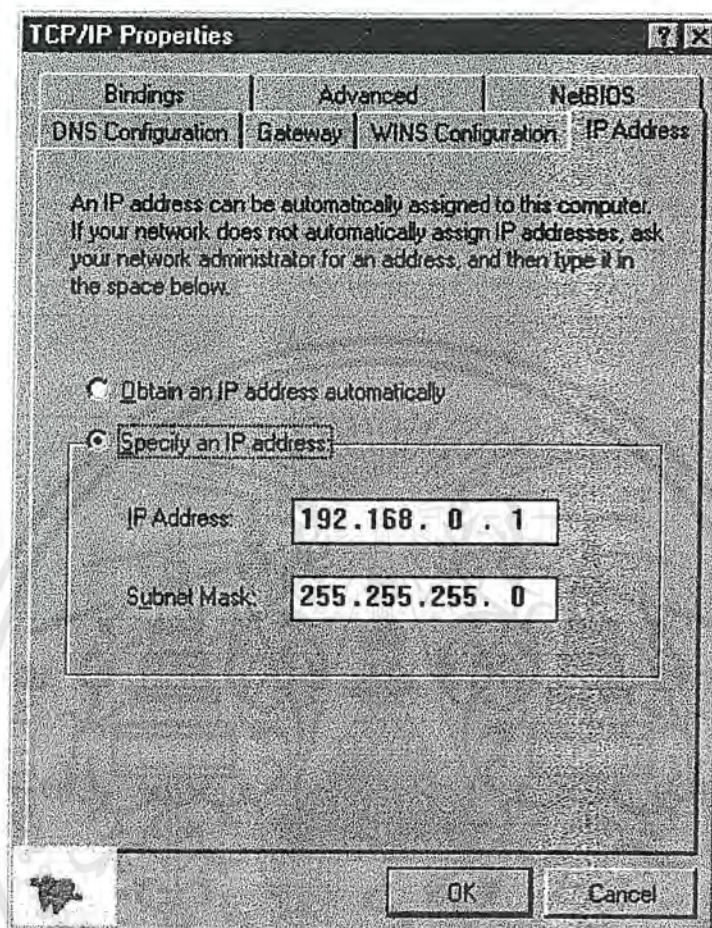 TCP/IP Properties
Bindings Advanced NetBIOS
DNS Configuration Gateway WINS Configuration IP Address
An IP address can be automatically assigned to this computer.
If your network does not automatically assign IP addresses, ask
your network administrator for an address, and then type it in
the space below.
Obtain an IP address automatically
Specify an IP address:
IP Address: 192.168. 0 . 1
Subnet Mask: 255.255.255. 0
OK Cancel